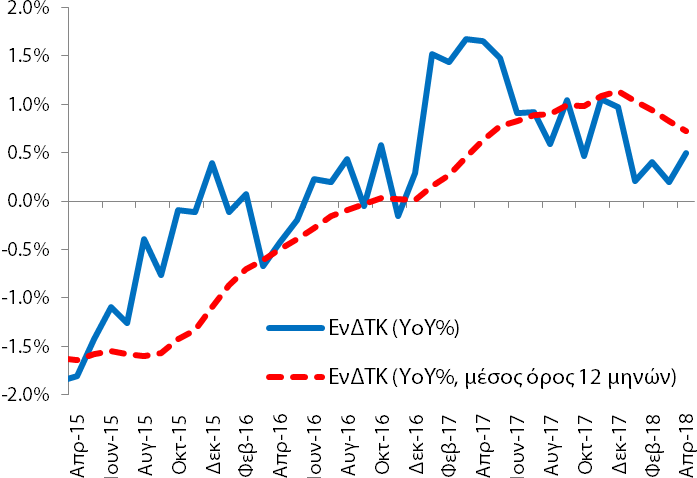 2.0%
1.5%
1.0%
0.5%
0.0%
-0.5%
-1.0%
-1.5%
-2.0%
ΕνΔΤΚ (YoY%)
ΕνΔΤΚ (YoY%, μέσος όρος 12 μηνών)
Απρ-15
Ιουν-15
Αυγ-15
Οκτ-15
Δεκ-15
Φεβ-16
Απρ-16
Ιουν-16
Αυγ-16
Οκτ-16
Δεκ-16
Φεβ-17
Απρ-17
Ιουν-17
Αυγ-17
Οκτ-17
Δεκ-17
Φεβ-18
Απρ-18